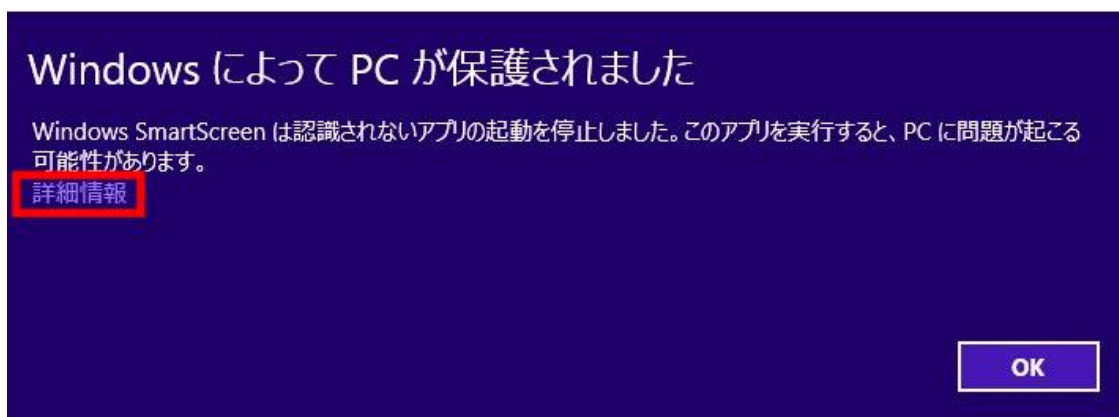 Windows によって PC が保護されました
Windows SmartScreen は認識されないアプリの起動を停止しました。このアプリを実行すると、PC に問題が起こる
可能性があります。
詳細情報
OK